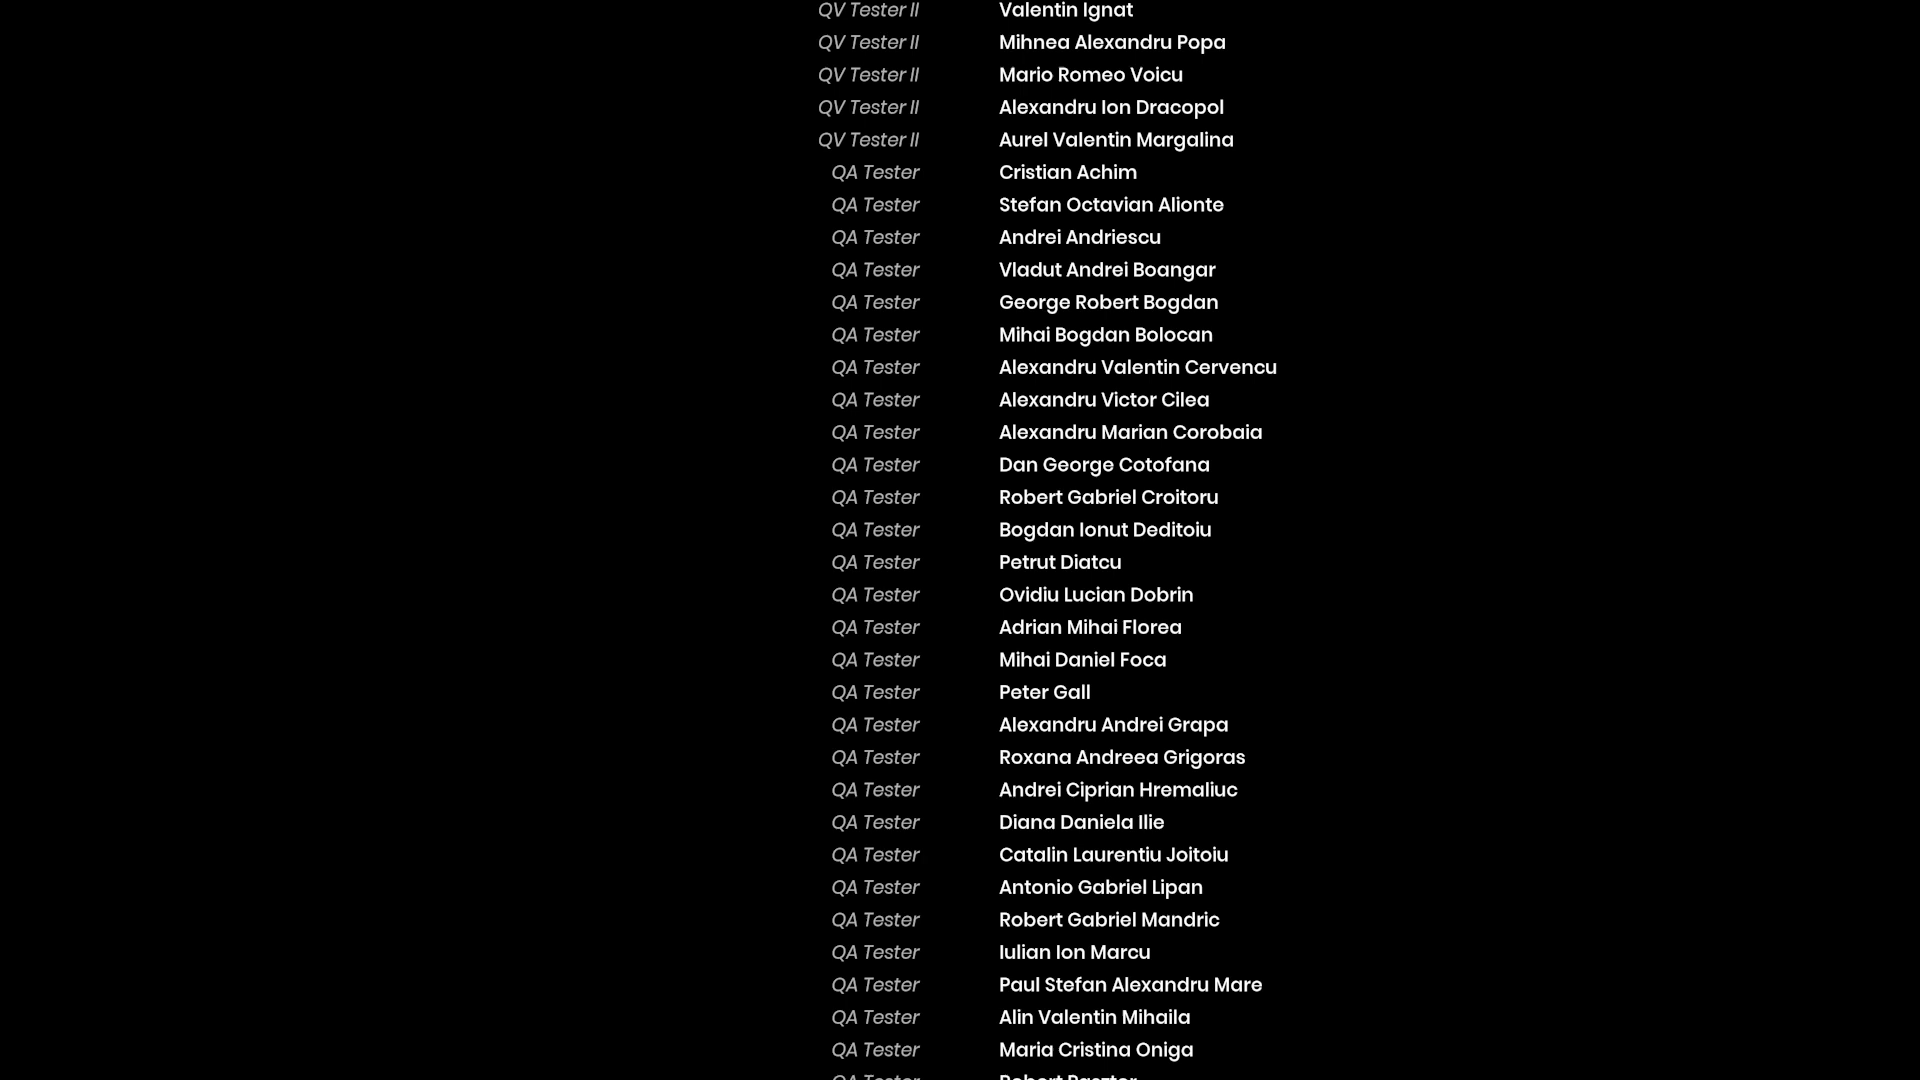 QV Tester II Valentin Ignat
QV Tester II Mihnea Alexandru Popa
QV Tester II Mario Romeo Voicu
QV Tester II Alexandru Ion Dracopol
QV Tester II Aurel Valentin Margalina
QA Tester Cristian Achim
QA Tester Stefan Octavian Alionte
QA Tester Andrei Andriescu
QA Tester Vladut Andrei Boangar
QA Tester George Robert Bogdan
QA Tester Mihai Bogdan Bolocan
QA Tester Alexandru Valentin Cervencu
QA Tester Alexandru Victor Cilea
QA Tester Alexandru Marian Corobaia
QA Tester Dan George Cotofana
QA Tester Robert Gabriel Croitoru
QA Tester Bogdan Ionut Deditoiu
QA Tester Petrut Diatcu
QA Tester Ovidiu Lucian Dobrin
QA Tester Adrian Mihai Florea
QA Tester Mihai Daniel Foca
QA Tester Peter Gall
QA Tester Alexandru Andrei Grapa
QA Tester Roxana Andreea Grigoras
QA Tester Andrei Ciprian Hremaliuc
QA Tester Diana Daniela Ilie
QA Tester Catalin Laurentiu Joitoiu
QA Tester Antonio Gabriel Lipan
QA Tester Robert Gabriel Mandric
QA Tester Iulian Ion Marcu
QA Tester Paul Stefan Alexandru Mare
QA Tester Alin Valentin Mihaila
QA Tester Maria Cristina Oniga
QA Tester Robert Pasztor